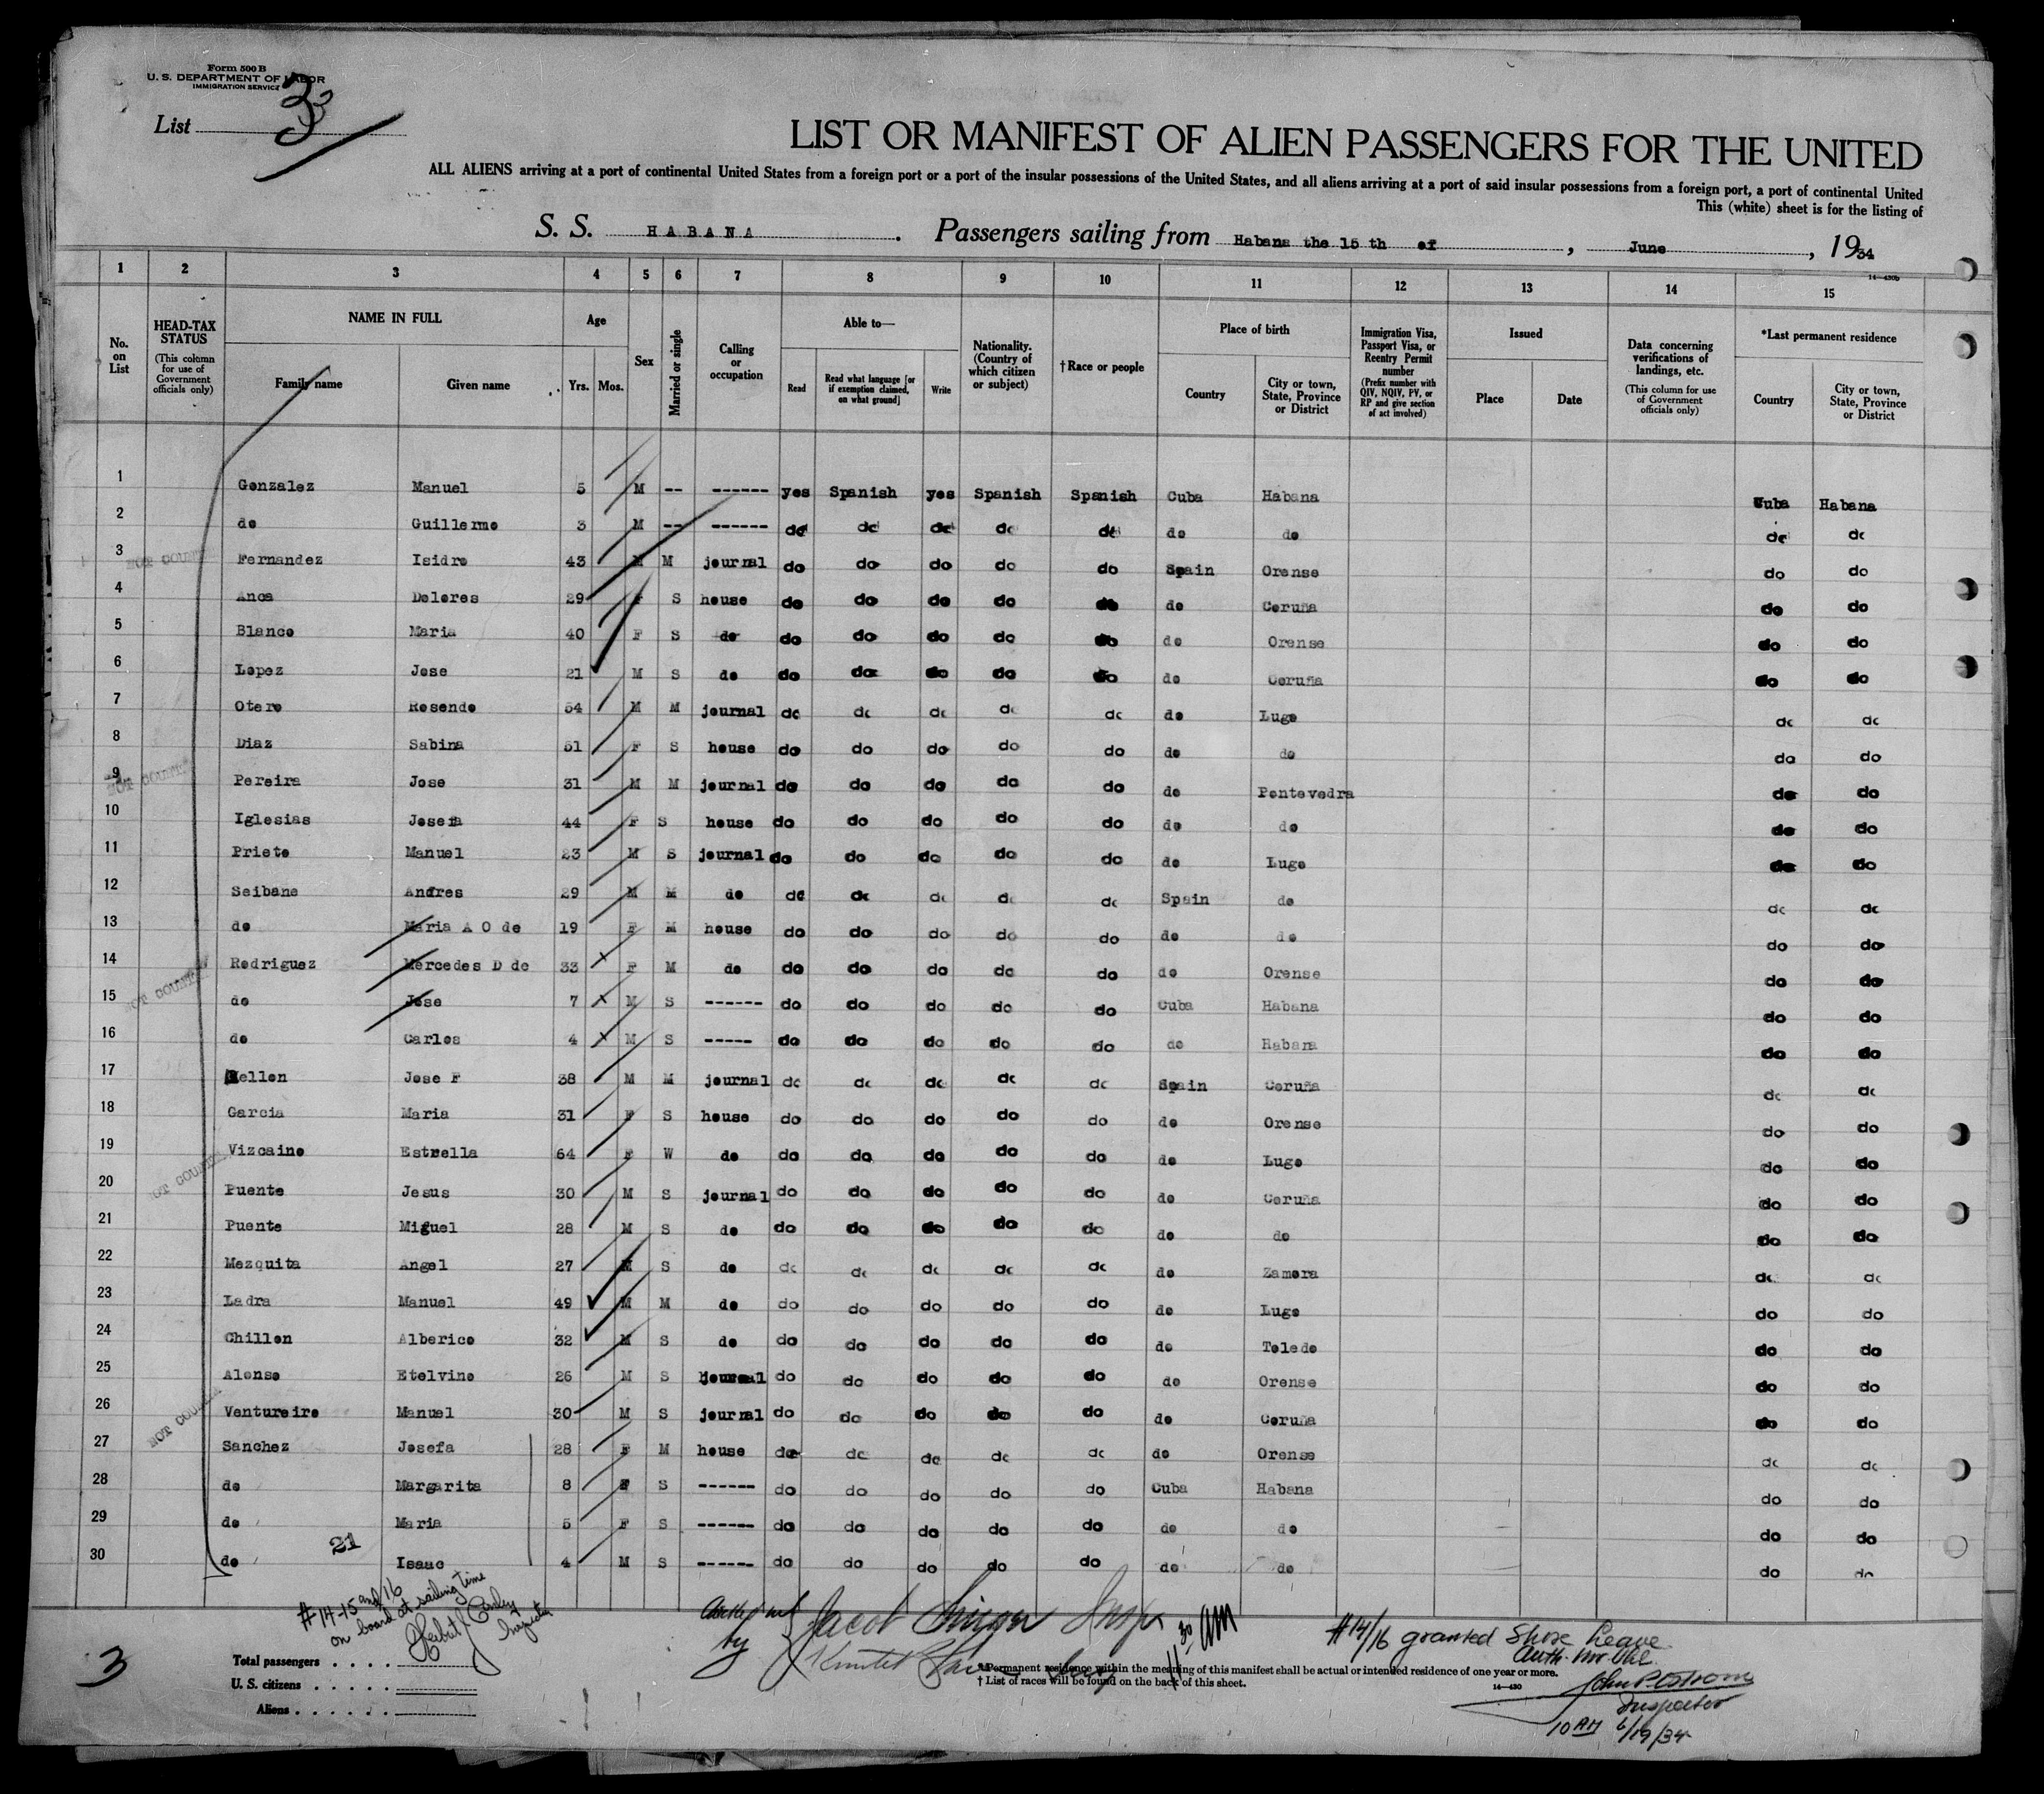 Form 500 B
U. S. DEPARTMENT OF LABOR
IMMIGRATION SERVICE
List 3
LIST OR MANIFEST OF ALIEN PASSENGERS FOR THE UNITED
ALL ALIENS arriving at a port of continental United States from a foreign port or a port of the insular possessions of the United States, and all aliens arriving at a port of said insular possessions from a foreign port, a port of continental United
This (white) sheet is for the listing of
S. S. HABANA. Passengers sailing from Habana the 15 th of, June, 1934
14—430b
1 2 3 4 5 6 7 8 9 10 11 12 13 14 15
No. on List
HEAD-TAX STATUS (This column for use of Government officials only)
NAME IN FULL Family name Given name
Age Yrs. Mos.
Sex
Married or single
Calling or occupation
Able to— Read Read what language [or if exemption claimed, on what ground] Write
Nationality. (Country of which citizen or subject)
†Race or people
Place of birth Country City or town, State, Province or District
Immigration Visa, Passport Visa, or Reentry Permit number (Prefix number with QIV, NQIV, PV, or RP and give section of act involved)
Issued Place Date
Data concerning verifications of landings, etc. (This column for use of Government officials only)
*Last permanent residence Country City or town, State, Province or District
1 Gonzalez Manuel 5 M -- ------ yes Spanish yes Spanish Spanish Cuba Habana Cuba Habana
2 do Guillermo 3 M -- ------ do do do do do do do do do
3 NOT COUNT Fernandez Isidro 43 M M journal do do do do do Spain Orense do do
4 Anca Dolores 29 F S house do do do do do do Coruña do do
5 Blanco Maria 40 F S do do do do do do do Orense do do
6 Lopez Jose 21 M S do do do do do do do Coruña do do
7 Otero Resendo 54 M M journal do do do do do do Lugo do do
8 Diaz Sabina 51 F S house do do do do do do do do do
9 NOT COUNT Pereira Jose 31 M M journal do do do do do do Pontevedra do do
10 Iglesias Josefa 44 F S house do do do do do do do do do
11 Prieto Manuel 23 M S journal do do do do do do Lugo do do
12 Seibane Andres 29 M M do do do do do do Spain do do do
13 do Maria A O de 19 F M house do do do do do do do do do
14 Rodriguez Mercedes D de 33 F M do do do do do do do Orense do do
15 NOT COUNT do Jose 7 M S ------ do do do do do Cuba Habana do do
16 do Carlos 4 M S ----- do do do do do do Habana do do
17 Mellon Jose F 38 M M journal do do do do do Spain Coruña do do
18 Garcia Maria 31 F S house do do do do do do Orense do do
19 Vizcaino Estrella 64 F W do do do do do do do Lugo do do
20 NOT COUNT Puente Jesus 30 M S journal do do do do do do Coruña do do
21 Puente Miguel 28 M S do do do do do do do do do do
22 Mezquita Angel 27 M S do do do do do do do Zamora do do
23 Ladra Manuel 49 M M do do do do do do do Lugo do do
24 Chillon Alberico 32 M S do do do do do do do Toledo do do
25 Alonso Etelvino 26 M S journal do do do do do do Orense do do
26 NOT COUNT Ventureiro Manuel 30 M S journal do do do do do do Coruña do do
27 Sanchez Josefa 28 F M house do do do do do do Orense do do
28 do Margarita 8 F S ------ do do do do do Cuba Habana do do
29 do Maria 5 F S ------ do do do do do do do do do
30 do Isaac 4 M S ------ do do do do do do do do do
21
#14-15 and 16
on board at sailing time
Inspector
by Jacob Insp
11 30 AM
#14/16 granted Shore Leave
Inspector
10 AM 6/19/34
3
Total passengers
U. S. citizens
Aliens
*Permanent residence within the meaning of this manifest shall be actual or intended residence of one year or more.
† List of races will be found on the back of this sheet.
14—430